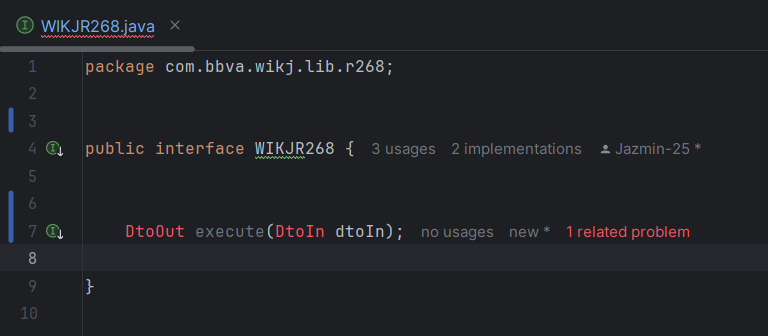 WIKJR268.java
1 package com.bbva.wikj.lib.r268;
2
3
4 public interface WIKJR268 { 3 usages 2 implementations Jazmin-25 *
5
6
7 DtoOut execute(DtoIn dtoIn); no usages new * 1 related problem
8
9 }
10